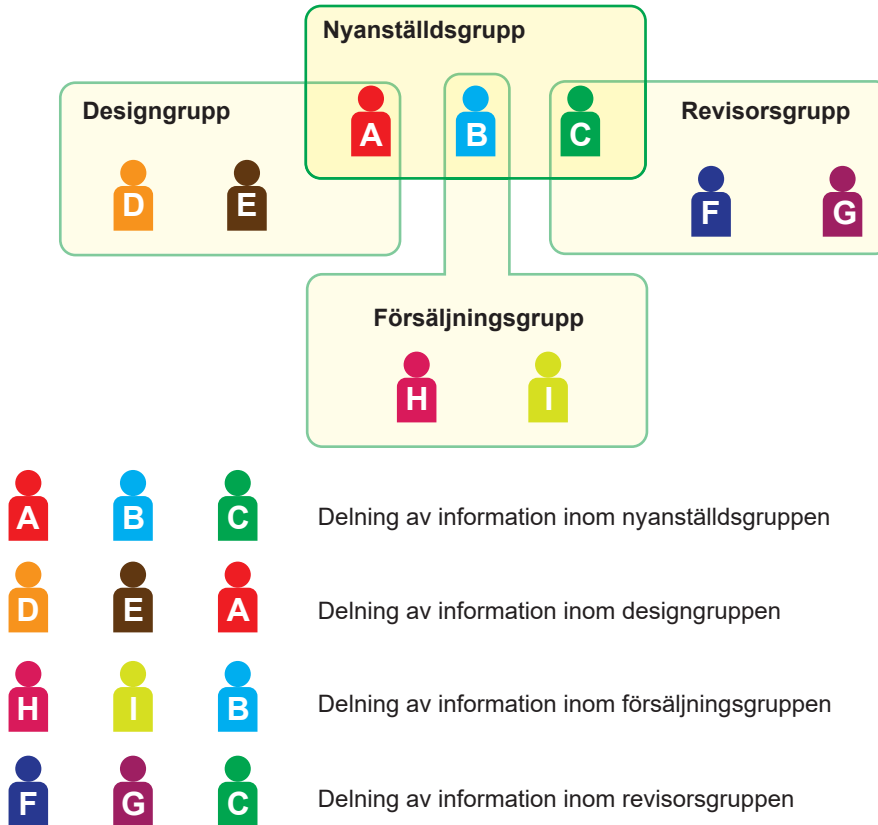 Nyanställdsgrupp
Designgrupp
Revisorsgrupp
A B C
D E
F G
Försäljningsgrupp
H I
A B C Delning av information inom nyanställdsgruppen
D E A Delning av information inom designgruppen
H I B Delning av information inom försäljningsgruppen
F G C Delning av information inom revisorsgruppen